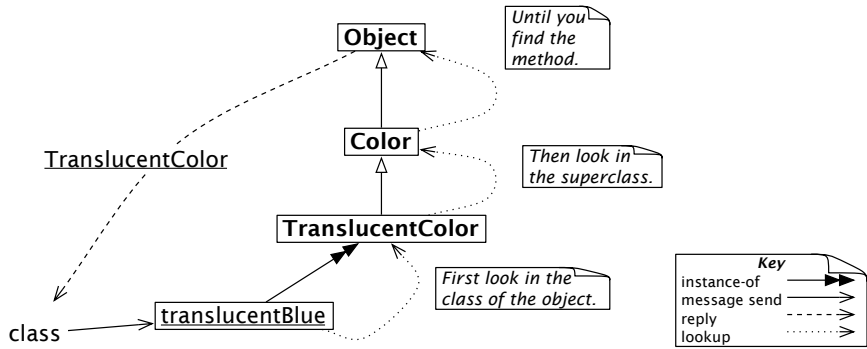 Object
Until you
find the
method.
Color
TranslucentColor
Then look in
the superclass.
TranslucentColor
First look in the
class of the object.
Key
instance-of
message send
reply
lookup
translucentBlue
class